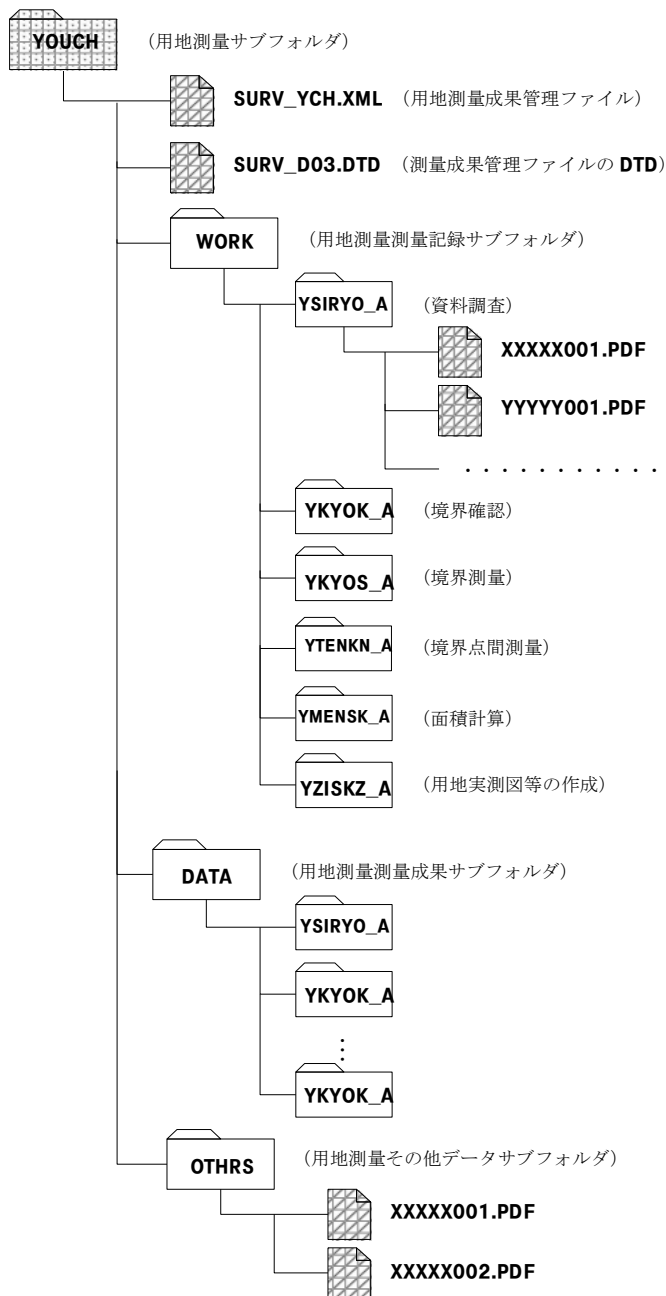 YOUCH （用地測量サブフォルダ）
SURV_YCH.XML （用地測量成果管理ファイル）
SURV_D03.DTD （測量成果管理ファイルの DTD）
WORK （用地測量測量記録サブフォルダ）
YSIRYO_A （資料調査）
XXXXX001.PDF
YYYYY001.PDF
・・・・・・・・・・・
YKYOK_A （境界確認）
YKYOS_A （境界測量）
YTENKN_A （境界点間測量）
YMENSK_A （面積計算）
YZISKZ_A （用地実測図等の作成）
DATA （用地測量測量成果サブフォルダ）
YSIRYO_A
YKYOK_A
⋮
YKYOK_A
OTHRS （用地測量その他データサブフォルダ）
XXXXX001.PDF
XXXXX002.PDF